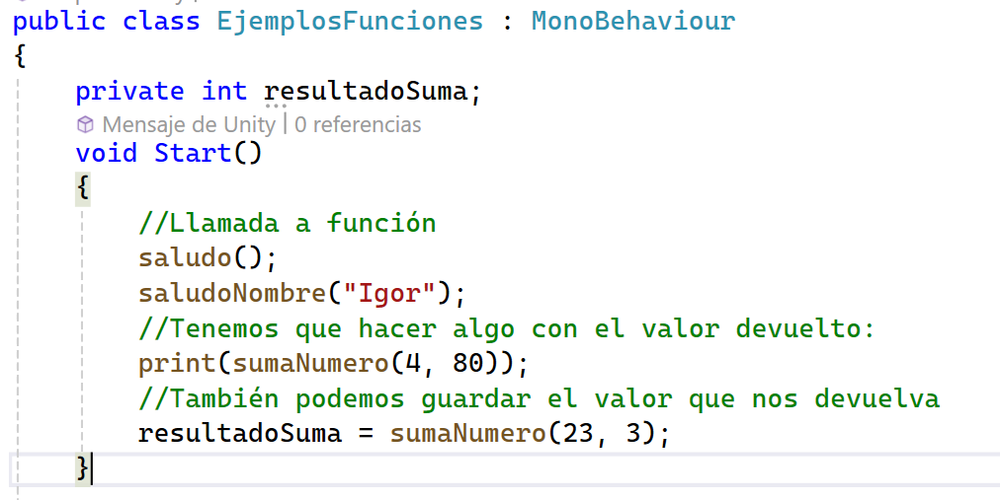 public class EjemplosFunciones : MonoBehaviour
{
private int resultadoSuma;
Mensaje de Unity | 0 referencias
void Start()
{
//Llamada a función
saludo();
saludoNombre("Igor");
//Tenemos que hacer algo con el valor devuelto:
print(sumaNumero(4, 80));
//También podemos guardar el valor que nos devuelva
resultadoSuma = sumaNumero(23, 3);
}